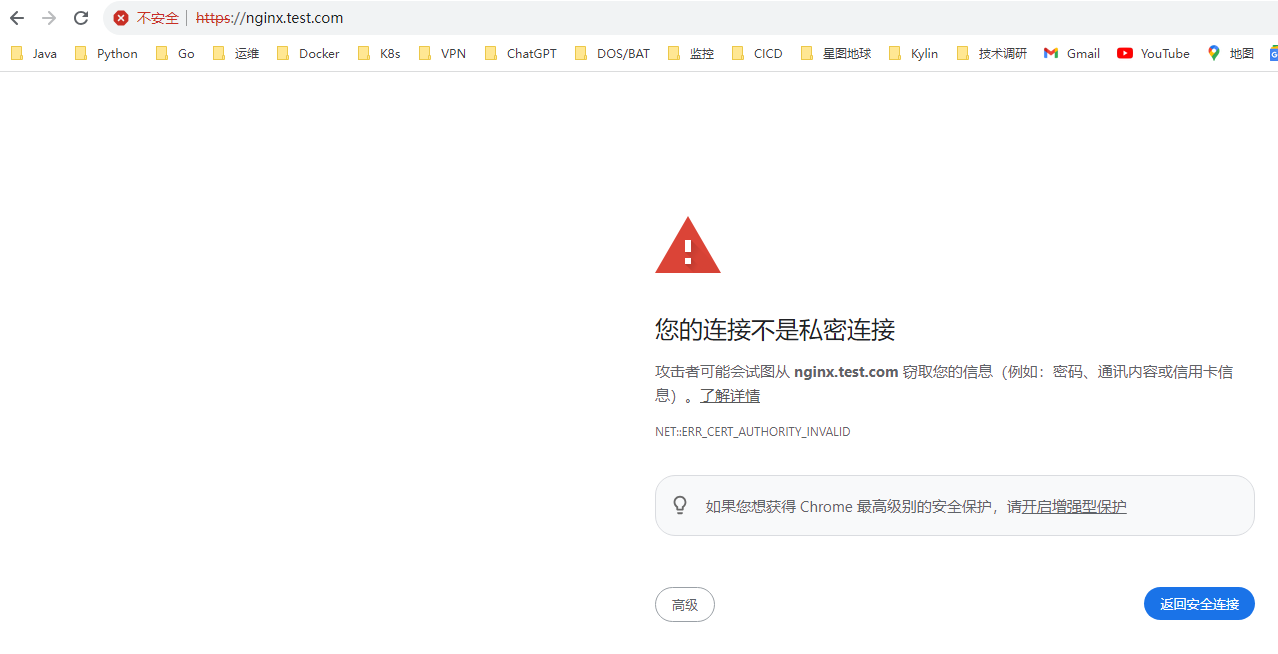 不安全 https://nginx.test.com
Java Python Go 运维 Docker K8s VPN ChatGPT DOS/BAT 监控 CICD 星图地球 Kylin 技术调研 Gmail YouTube 地图
您的连接不是私密连接
攻击者可能会试图从 nginx.test.com 窃取您的信息（例如：密码、通讯内容或信用卡信
息）。了解详情
NET::ERR_CERT_AUTHORITY_INVALID
如果您想获得 Chrome 最高级别的安全保护，请开启增强型保护
高级 返回安全连接